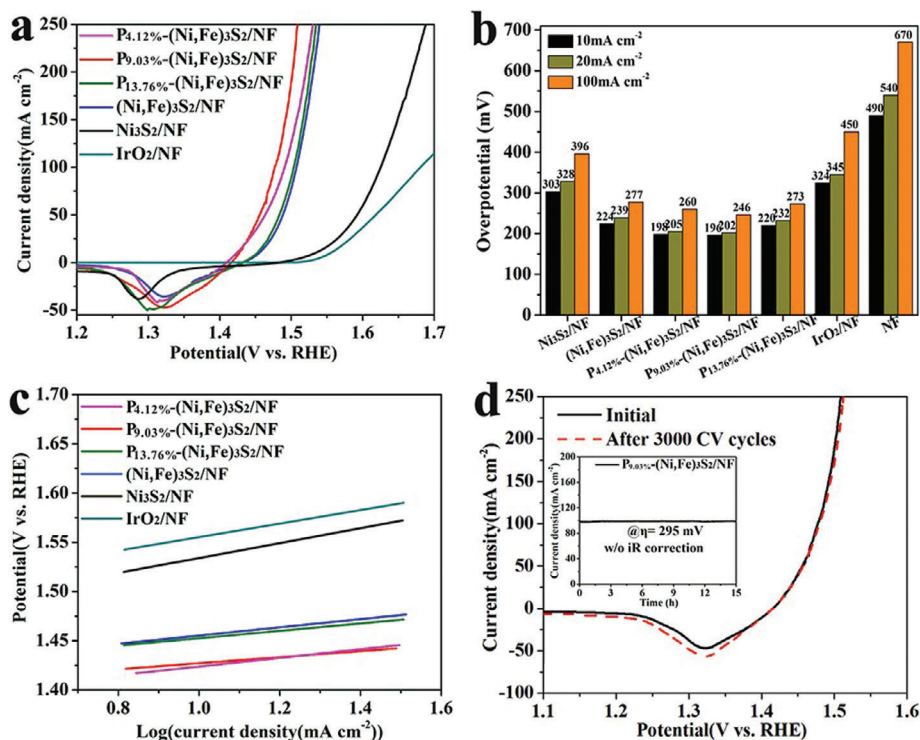 a
P4.12%-(Ni,Fe)3S2/NF
P9.03%-(Ni,Fe)3S2/NF
P13.76%-(Ni,Fe)3S2/NF
(Ni,Fe)3S2/NF
Ni3S2/NF
IrO2/NF
Current density(mA cm-2)
250
200
150
100
50
0
-50
1.2 1.3 1.4 1.5 1.6 1.7
Potential(V vs. RHE)
b
10mA cm-2
20mA cm-2
100mA cm-2
Overpotential (mV)
700
600
500
400
300
200
100
0
303 328 396
224 239 277
198 205 260
196 202 246
220 232 273
324 345 450
490 540 670
Ni3S2/NF
(Ni,Fe)3S2/NF
P4.12%-(Ni,Fe)3S2/NF
P9.03%-(Ni,Fe)3S2/NF
P13.76%-(Ni,Fe)3S2/NF
IrO2/NF
NF
c
P4.12%-(Ni,Fe)3S2/NF
P9.03%-(Ni,Fe)3S2/NF
P13.76%-(Ni,Fe)3S2/NF
(Ni,Fe)3S2/NF
Ni3S2/NF
IrO2/NF
Potential(V vs. RHE)
1.70
1.65
1.60
1.55
1.50
1.45
1.40
0.8 1.0 1.2 1.4 1.6
Log(current density(mA cm-2)
d
Initial
After 3000 CV cycles
Current density(mA cm-2)
250
200
150
100
50
0
-50
-100
1.1 1.2 1.3 1.4 1.5 1.6
Potential(V vs. RHE)
P9.03%-(Ni,Fe)3S2/NF
Current density(mA cm-2)
200
160
120
80
40
0
@η= 295 mV
w/o iR correction
0 3 6 9 12 15
Time (h)